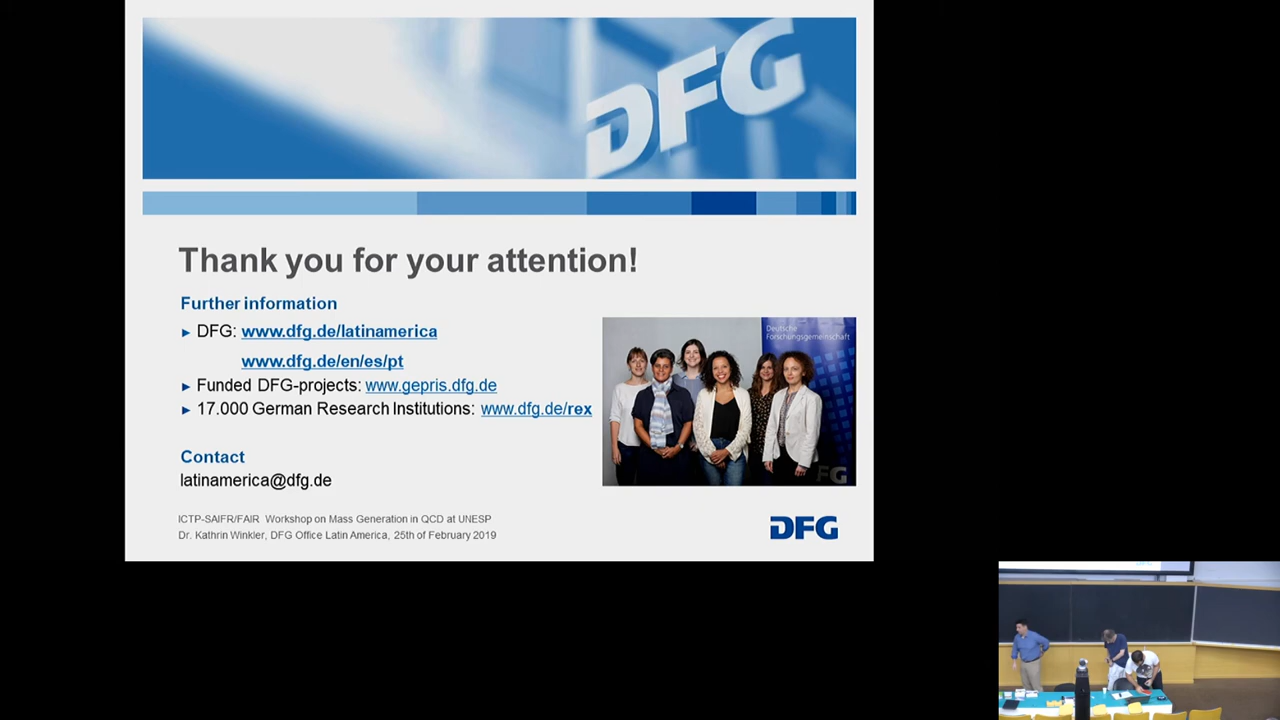 DFG
Thank you for your attention!
Further information
► DFG: www.dfg.de/latinamerica
www.dfg.de/en/es/pt
► Funded DFG-projects: www.gepris.dfg.de
► 17.000 German Research Institutions: www.dfg.de/rex
Deutsche
Forschungsgemeinschaft
FG
Contact
latinamerica@dfg.de
ICTP-SAIFR/FAIR Workshop on Mass Generation in QCD at UNESP
Dr. Kathrin Winkler, DFG Office Latin America, 25th of February 2019
DFG